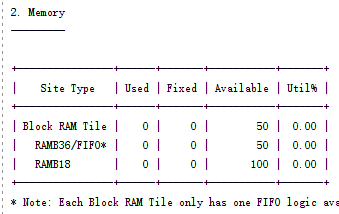 2. Memory
---------
+----------------+------+-------+-----------+-------+
|    Site Type   | Used | Fixed | Available | Util% |
+----------------+------+-------+-----------+-------+
| Block RAM Tile |    0 |     0 |        50 |  0.00 |
|   RAMB36/FIFO* |    0 |     0 |        50 |  0.00 |
|   RAMB18       |    0 |     0 |       100 |  0.00 |
+----------------+------+-------+-----------+-------+
* Note: Each Block RAM Tile only has one FIFO logic ava